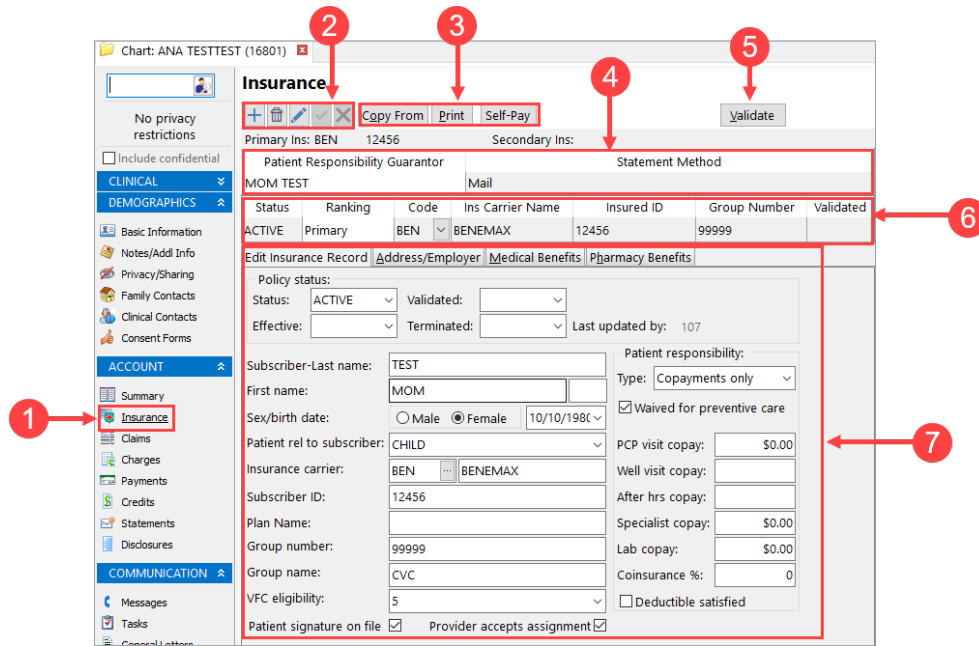 2
3
4
5
Chart: ANA TESTTEST (16801)
Insurance
Copy From Print Self-Pay Validate
No privacy
restrictions
Primary Ins: BEN 12456 Secondary Ins:
Include confidential
Patient Responsibility Guarantor Statement Method
MOM TEST Mail
CLINICAL
DEMOGRAPHICS
Status Ranking Code Ins Carrier Name Insured ID Group Number Validated
ACTIVE Primary BEN BENEMAX 12456 99999
6
Basic Information
Notes/Addl Info
Privacy/Sharing
Family Contacts
Clinical Contacts
Consent Forms
ACCOUNT
Summary
1
Insurance
Claims
Charges
Payments
Credits
Statements
Disclosures
COMMUNICATION
Messages
Tasks
General Letters
Edit Insurance Record Address/Employer Medical Benefits Pharmacy Benefits
Policy status:
Status: ACTIVE Validated:
Effective: Terminated: Last updated by: 107
Subscriber-Last name: TEST
First name: MOM
Sex/birth date: Male Female 10/10/198
Patient rel to subscriber: CHILD
Insurance carrier: BEN ... BENEMAX
Subscriber ID: 12456
Plan Name:
Group number: 99999
Group name: CVC
VFC eligibility: 5
Patient signature on file Provider accepts assignment
Patient responsibility:
Type: Copayments only
Waived for preventive care
PCP visit copay: $0.00
Well visit copay:
After hrs copay:
Specialist copay: $0.00
Lab copay: $0.00
Coinsurance %: 0
Deductible satisfied
7